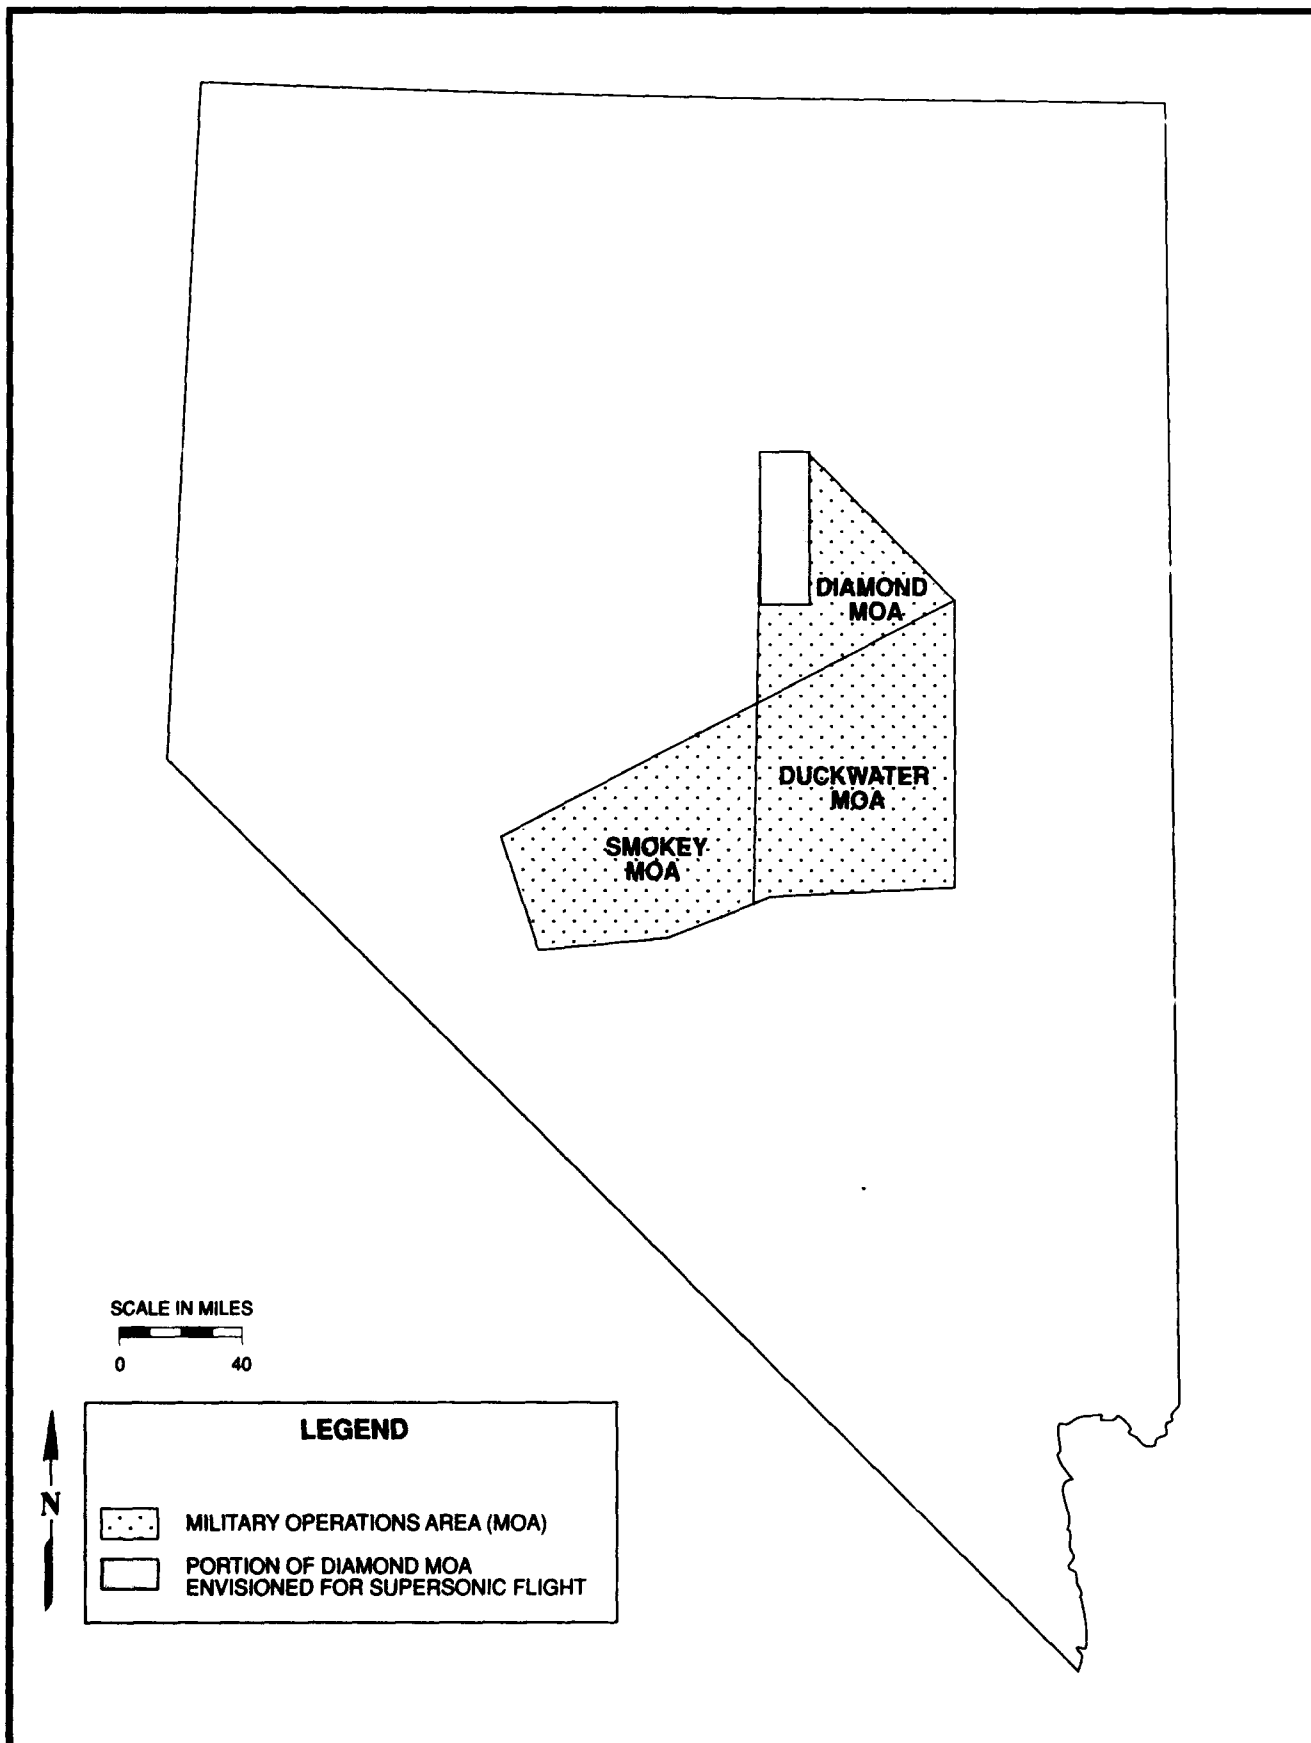 DIAMOND
MOA
DUCKWATER
MOA
SMOKEY
MOA
SCALE IN MILES
0 40
N
LEGEND
MILITARY OPERATIONS AREA (MOA)
PORTION OF DIAMOND MOA
ENVISIONED FOR SUPERSONIC FLIGHT